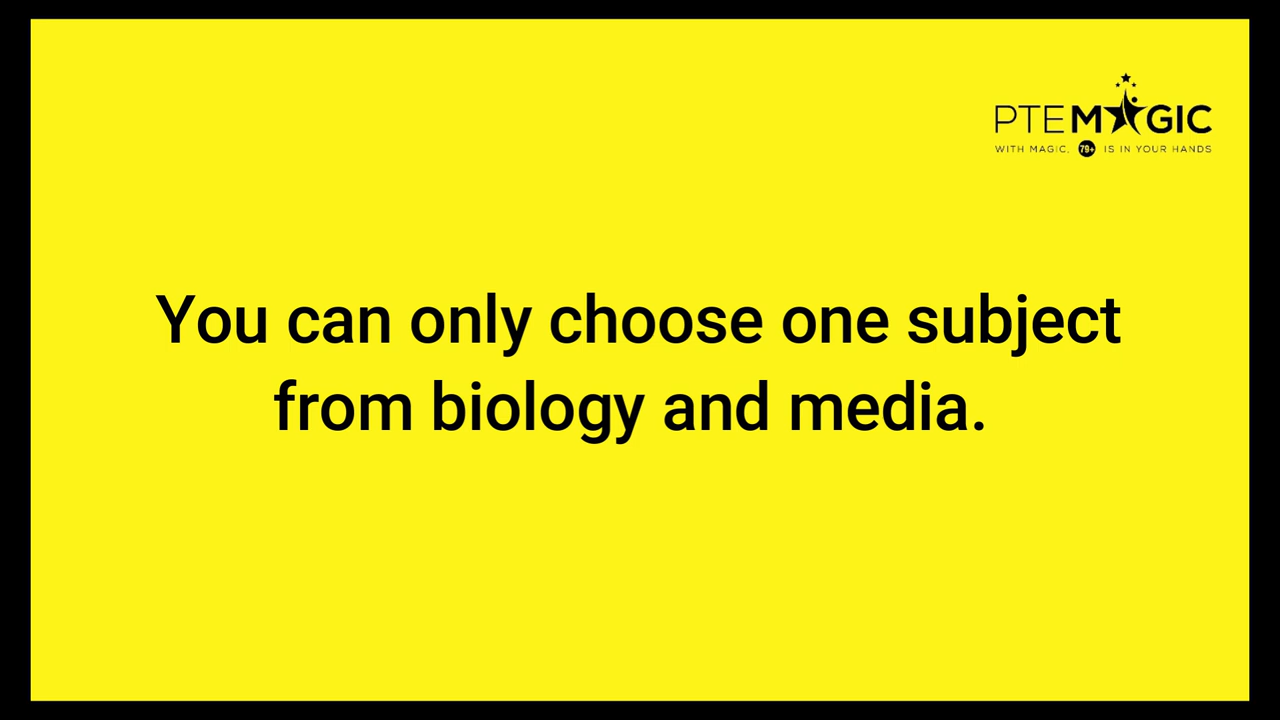 PTEMAGIC
WITH MAGIC, 79+ IS IN YOUR HANDS
You can only choose one subject
from biology and media.